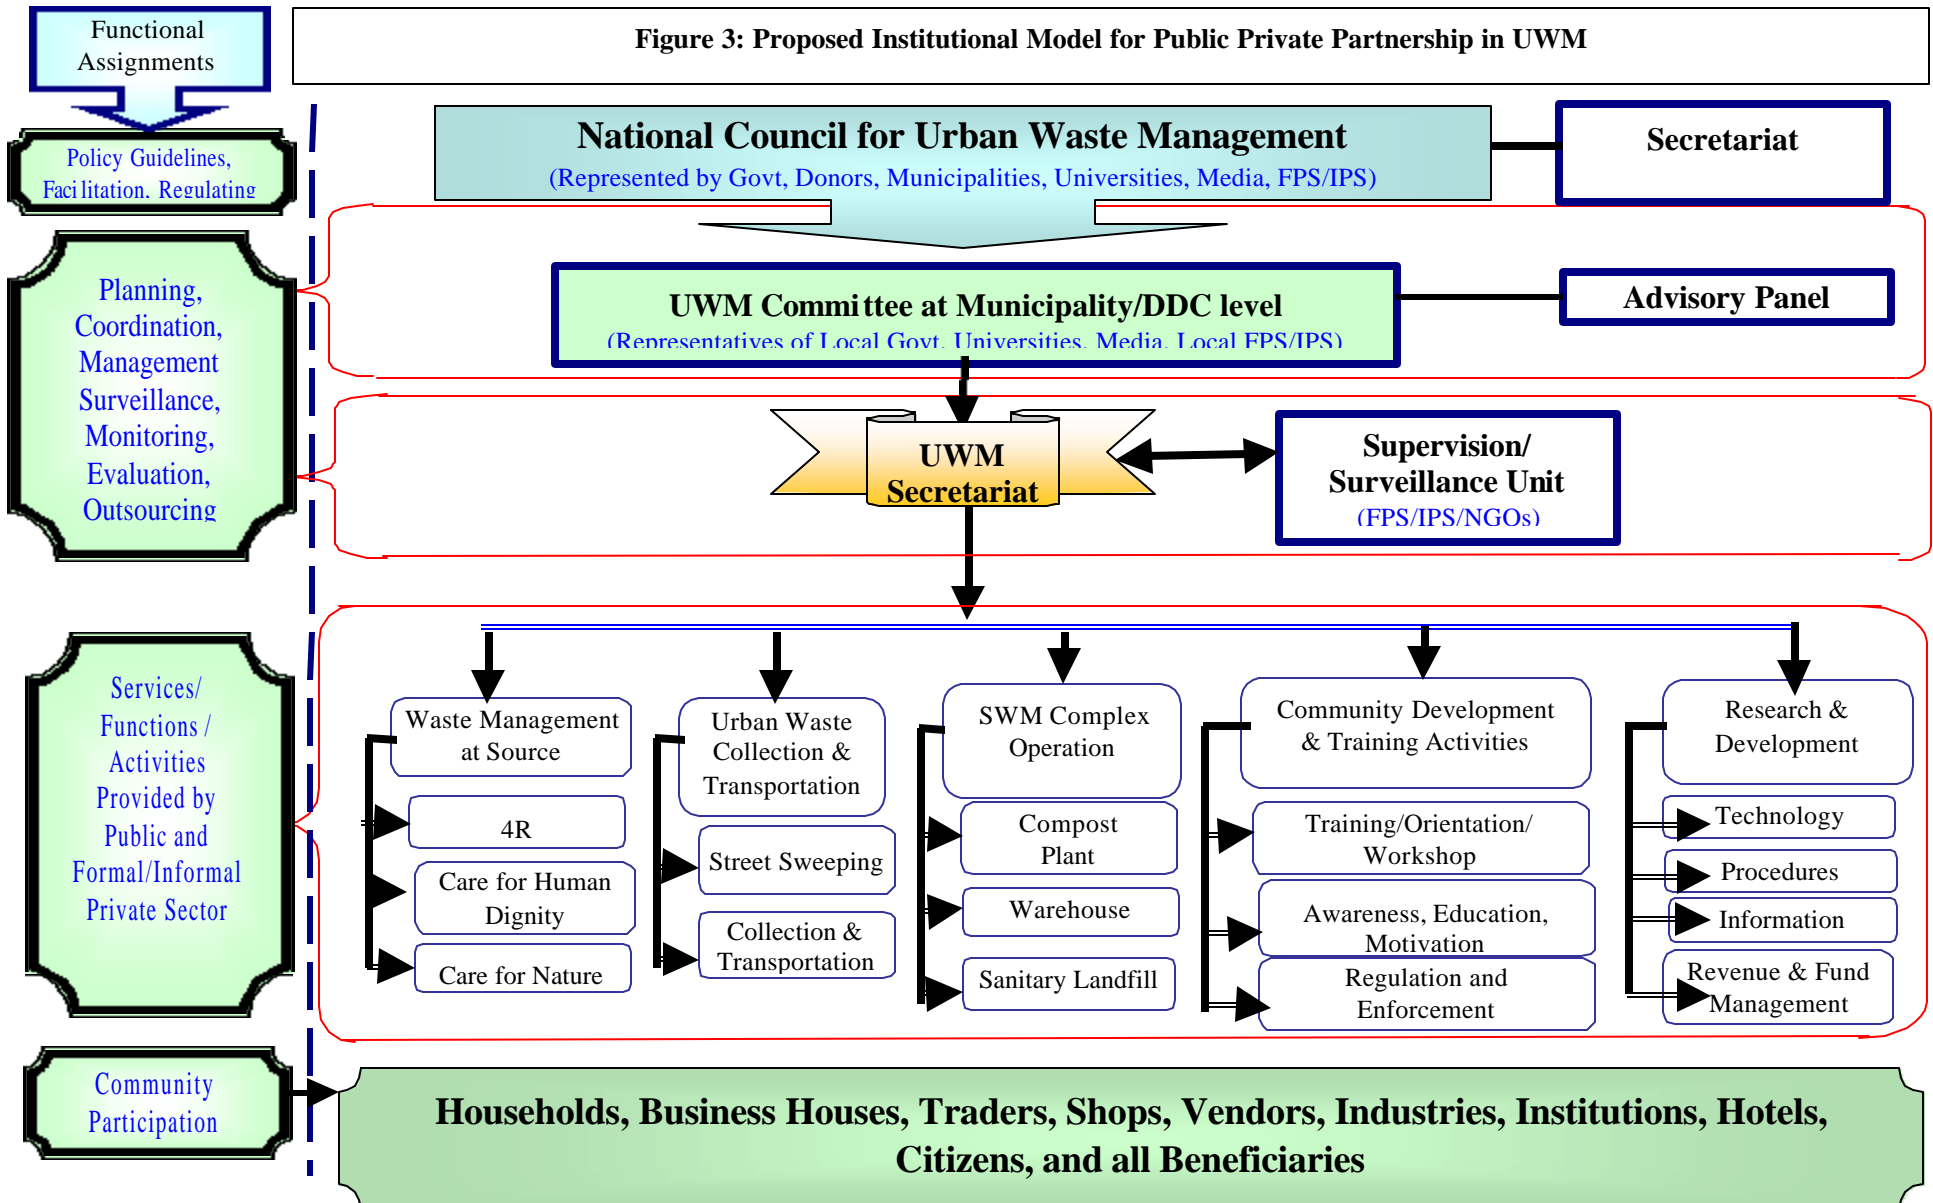 Functional
Assignments
Figure 3: Proposed Institutional Model for Public Private Partnership in UWM
Policy Guidelines,
Facilitation, Regulating
National Council for Urban Waste Management
(Represented by Govt, Donors, Municipalities, Universities, Media, FPS/IPS)
Secretariat
Planning,
Coordination,
Management
Surveillance,
Monitoring,
Evaluation,
Outsourcing
UWM Committee at Municipality/DDC level
(Representatives of Local Govt, Universities, Media, Local FPS/IPS)
Advisory Panel
UWM
Secretariat
Supervision/
Surveillance Unit
(FPS/IPS/NGOs)
Services/
Functions /
Activities
Provided by
Public and
Formal/Informal
Private Sector
Waste Management
at Source
4R
Care for Human
Dignity
Care for Nature
Urban Waste
Collection &
Transportation
Street Sweeping
Collection &
Transportation
SWM Complex
Operation
Compost
Plant
Warehouse
Sanitary Landfill
Community Development
& Training Activities
Training/Orientation/
Workshop
Awareness, Education,
Motivation
Regulation and
Enforcement
Research &
Development
Technology
Procedures
Information
Revenue & Fund
Management
Community
Participation
Households, Business Houses, Traders, Shops, Vendors, Industries, Institutions, Hotels,
Citizens, and all Beneficiaries